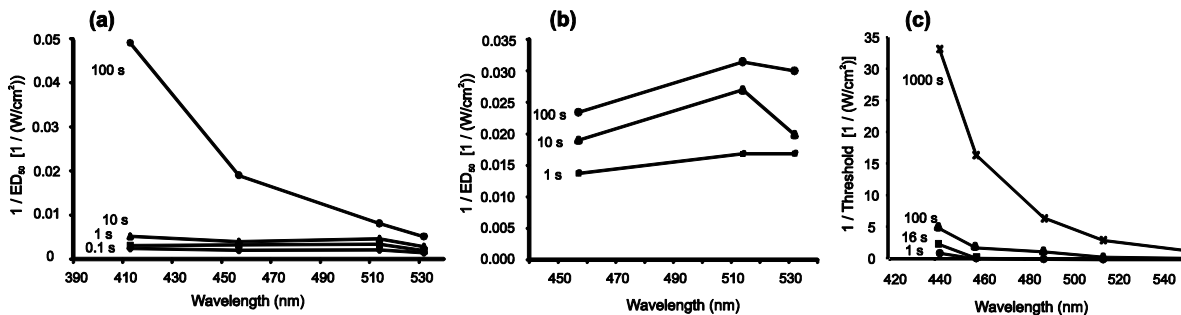 (a)
1 / ED50 [1 / (W/cm²)]
0.05
0.04
0.03
0.02
0.01
0
100 s
10 s
1 s
0.1 s
390 410 430 450 470 490 510 530
Wavelength (nm)
(b)
1 / ED50 [1 / (W/cm²)]
0.035
0.030
0.025
0.020
0.015
0.010
0.005
0.000
100 s
10 s
1 s
450 470 490 510 530
Wavelength (nm)
(c)
1 / Threshold [1 / (W/cm²)]
35
30
25
20
15
10
5
0
1000 s
100 s
16 s
1 s
420 440 460 480 500 520 540
Wavelength (nm)